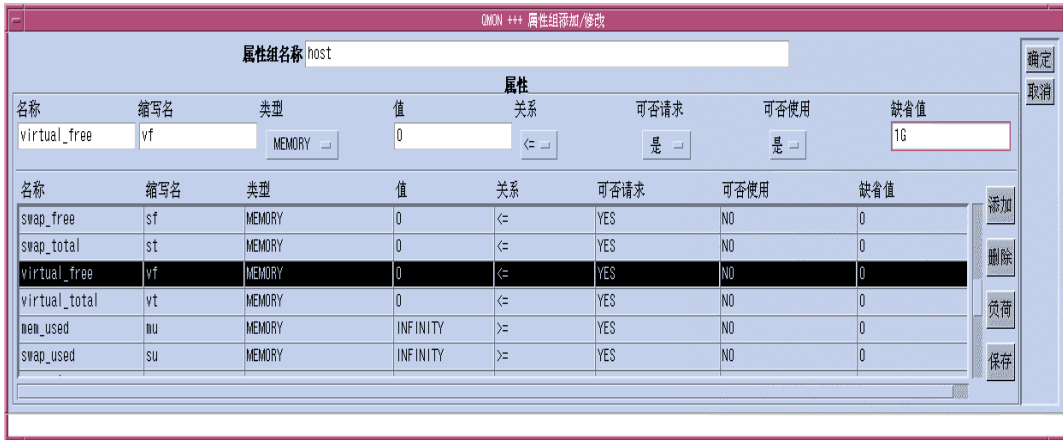 QMON +++ 属性组添加/修改
属性组名称 host
确定
取消
属性
名称 缩写名 类型 值 关系 可否请求 可否使用 缺省值
virtual_free vf MEMORY 0 <= 是 是 1G
名称 缩写名 类型 值 关系 可否请求 可否使用 缺省值
swap_free sf MEMORY 0 <= YES NO 0
swap_total st MEMORY 0 <= YES NO 0
virtual_free vf MEMORY 0 <= YES NO 0
virtual_total vt MEMORY 0 <= YES NO 0
mem_used mu MEMORY INFINITY >= YES NO 0
swap_used su MEMORY INFINITY >= YES NO 0
添加
删除
负荷
保存